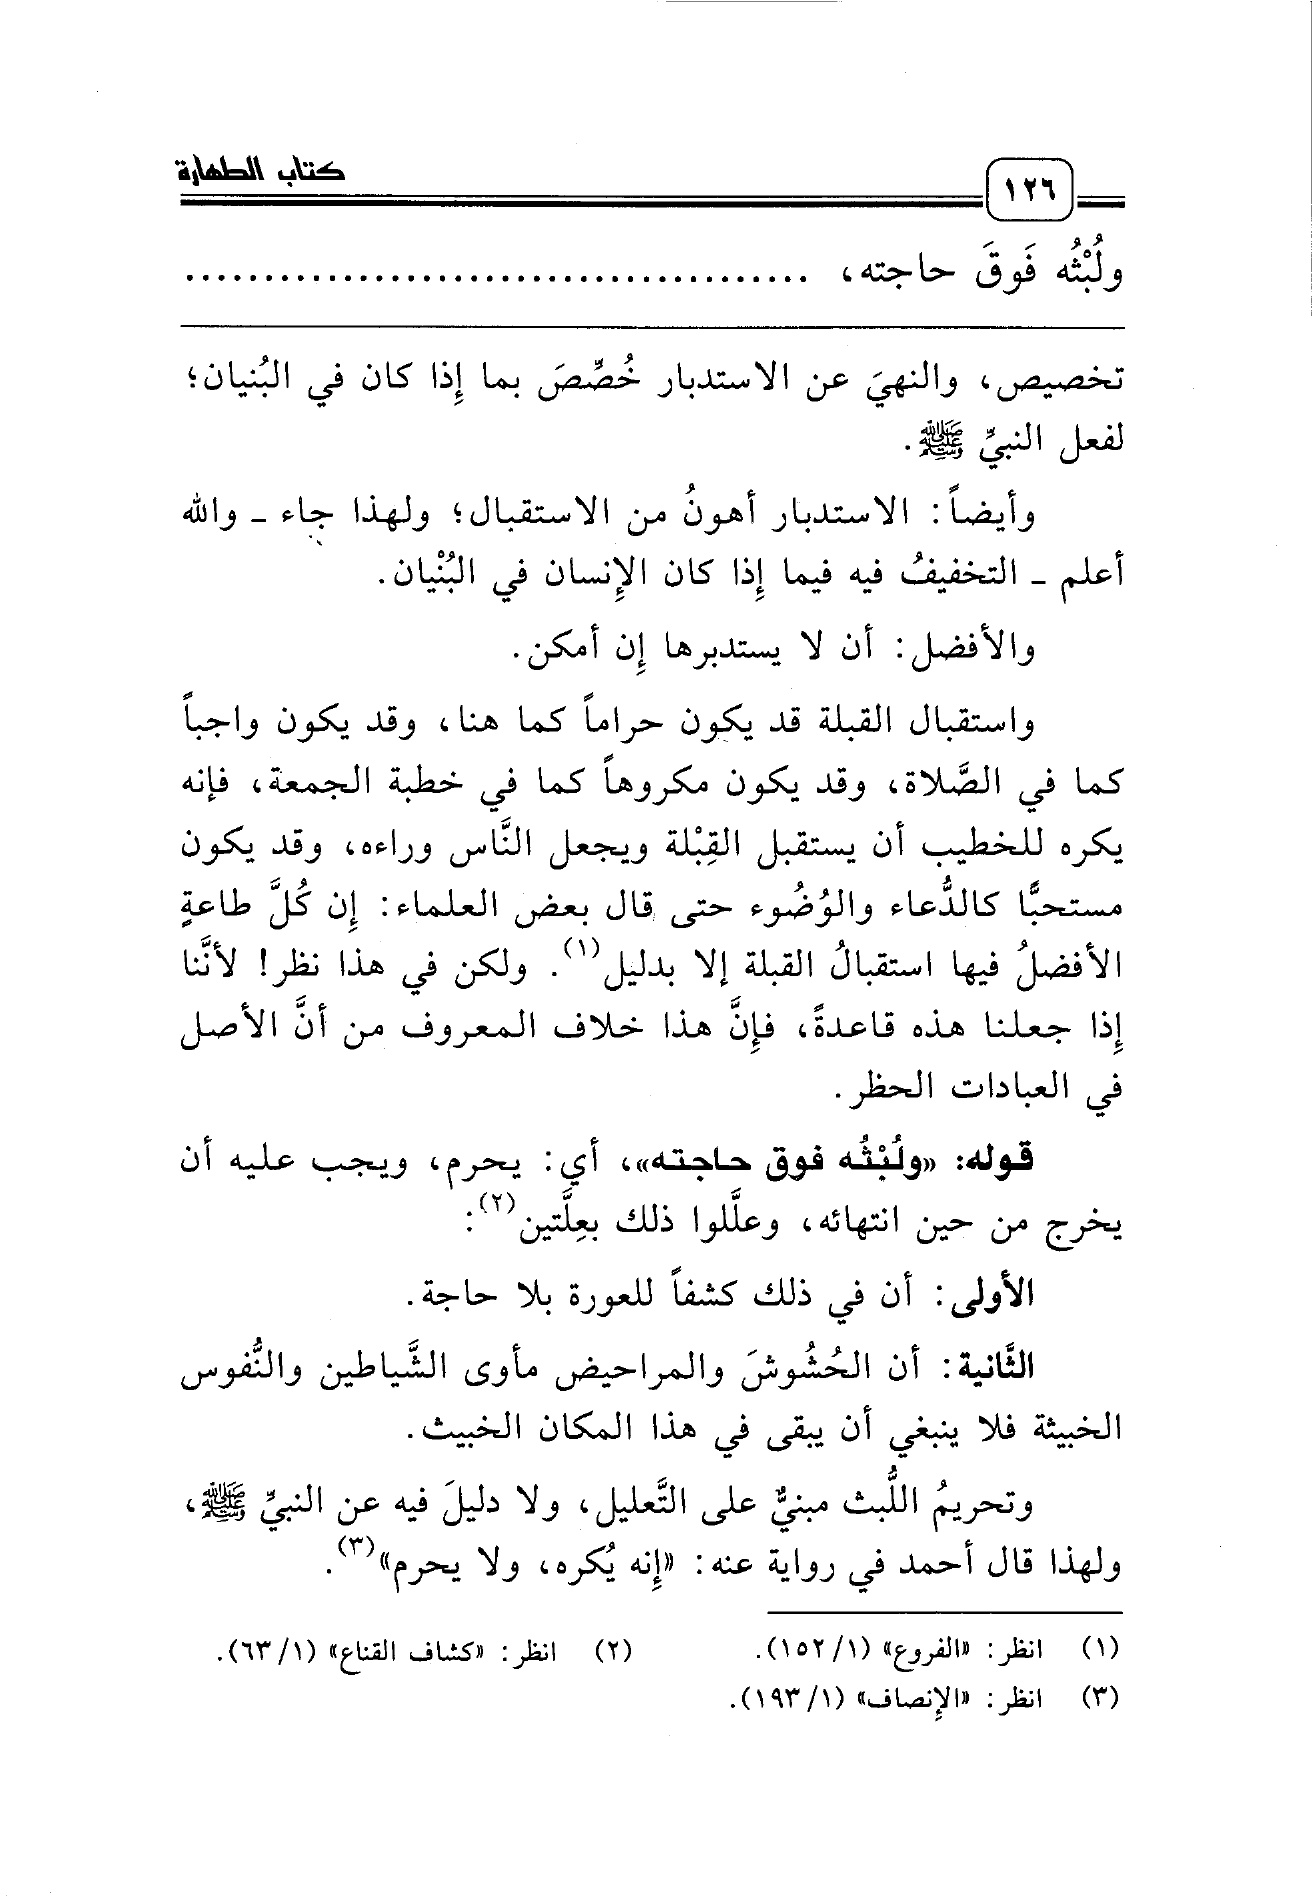 كتاب الطهارة
١٢٦
ولُبْثُه فَوقَ حاجته، ........................................
تخصيص، والنهيَ عن الاستدبار خُصِّصَ بما إِذا كان في البُنيان؛
لفعل النبيِّ ﷺ.
وأيضاً: الاستدبار أهونُ من الاستقبال؛ ولهذا جاء ـ والله
أعلم ـ التخفيفُ فيه فيما إِذا كان الإِنسان في البُنْيان.
والأفضل: أن لا يستدبرها إِن أمكن.
واستقبال القبلة قد يكون حراماً كما هنا، وقد يكون واجباً
كما في الصَّلاة، وقد يكون مكروهاً كما في خطبة الجمعة، فإنه
يكره للخطيب أن يستقبل القِبْلة ويجعل النَّاس وراءه، وقد يكون
مستحبًّا كالدُّعاء والوُضُوء حتى قال بعض العلماء: إِن كُلَّ طاعةٍ
الأفضلُ فيها استقبالُ القبلة إلا بدليل(١). ولكن في هذا نظر! لأنَّنا
إِذا جعلنا هذه قاعدةً، فإِنَّ هذا خلاف المعروف من أنَّ الأصل
في العبادات الحظر.
قوله: «ولُبْثُه فوق حاجته»، أي: يحرم، ويجب عليه أن
يخرج من حين انتهائه، وعلَّلوا ذلك بعِلَّتين(٢):
الأولى: أن في ذلك كشفاً للعورة بلا حاجة.
الثَّانية: أن الحُشُوشَ والمراحيض مأوى الشَّياطين والنُّفوس
الخبيثة فلا ينبغي أن يبقى في هذا المكان الخبيث.
وتحريمُ اللُّبث مبنيٌّ على التَّعليل، ولا دليلَ فيه عن النبيِّ ﷺ،
ولهذا قال أحمد في رواية عنه: «إِنه يُكره، ولا يحرم»(٣).
(١) انظر: «الفروع» (١/١٥٢).
(٢) انظر: «كشاف القناع» (١/٦٣).
(٣) انظر: «الإِنصاف» (١/١٩٣).